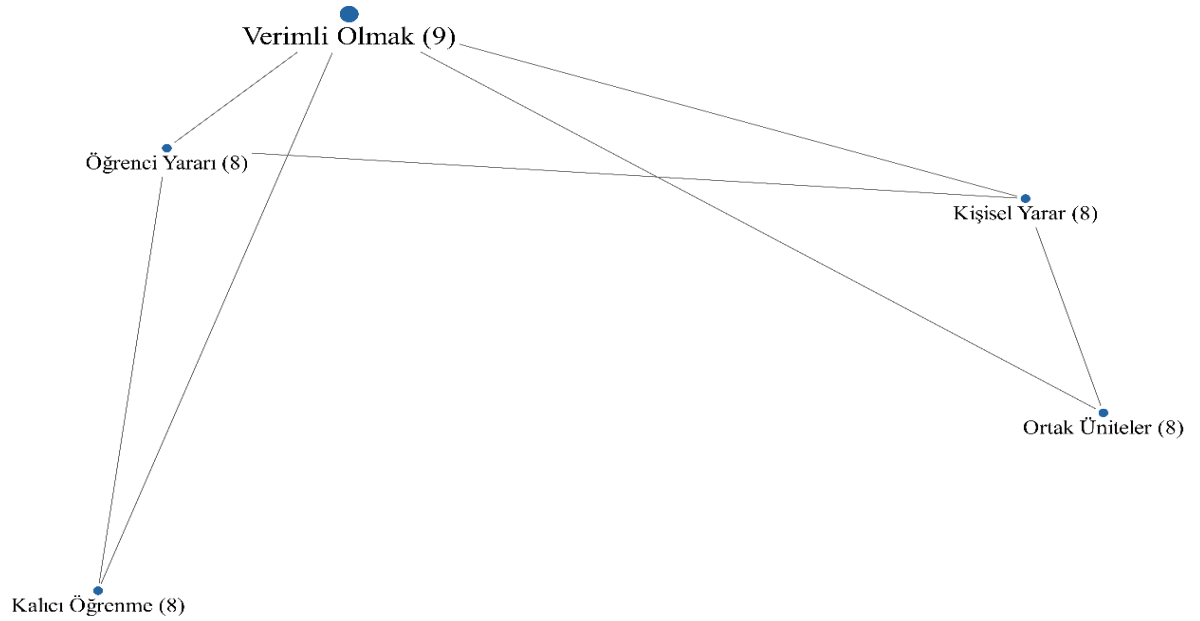 Verimli Olmak (9)
Öğrenci Yararı (8)
Kişisel Yarar (8)
Ortak Üniteler (8)
Kalıcı Öğrenme (8)